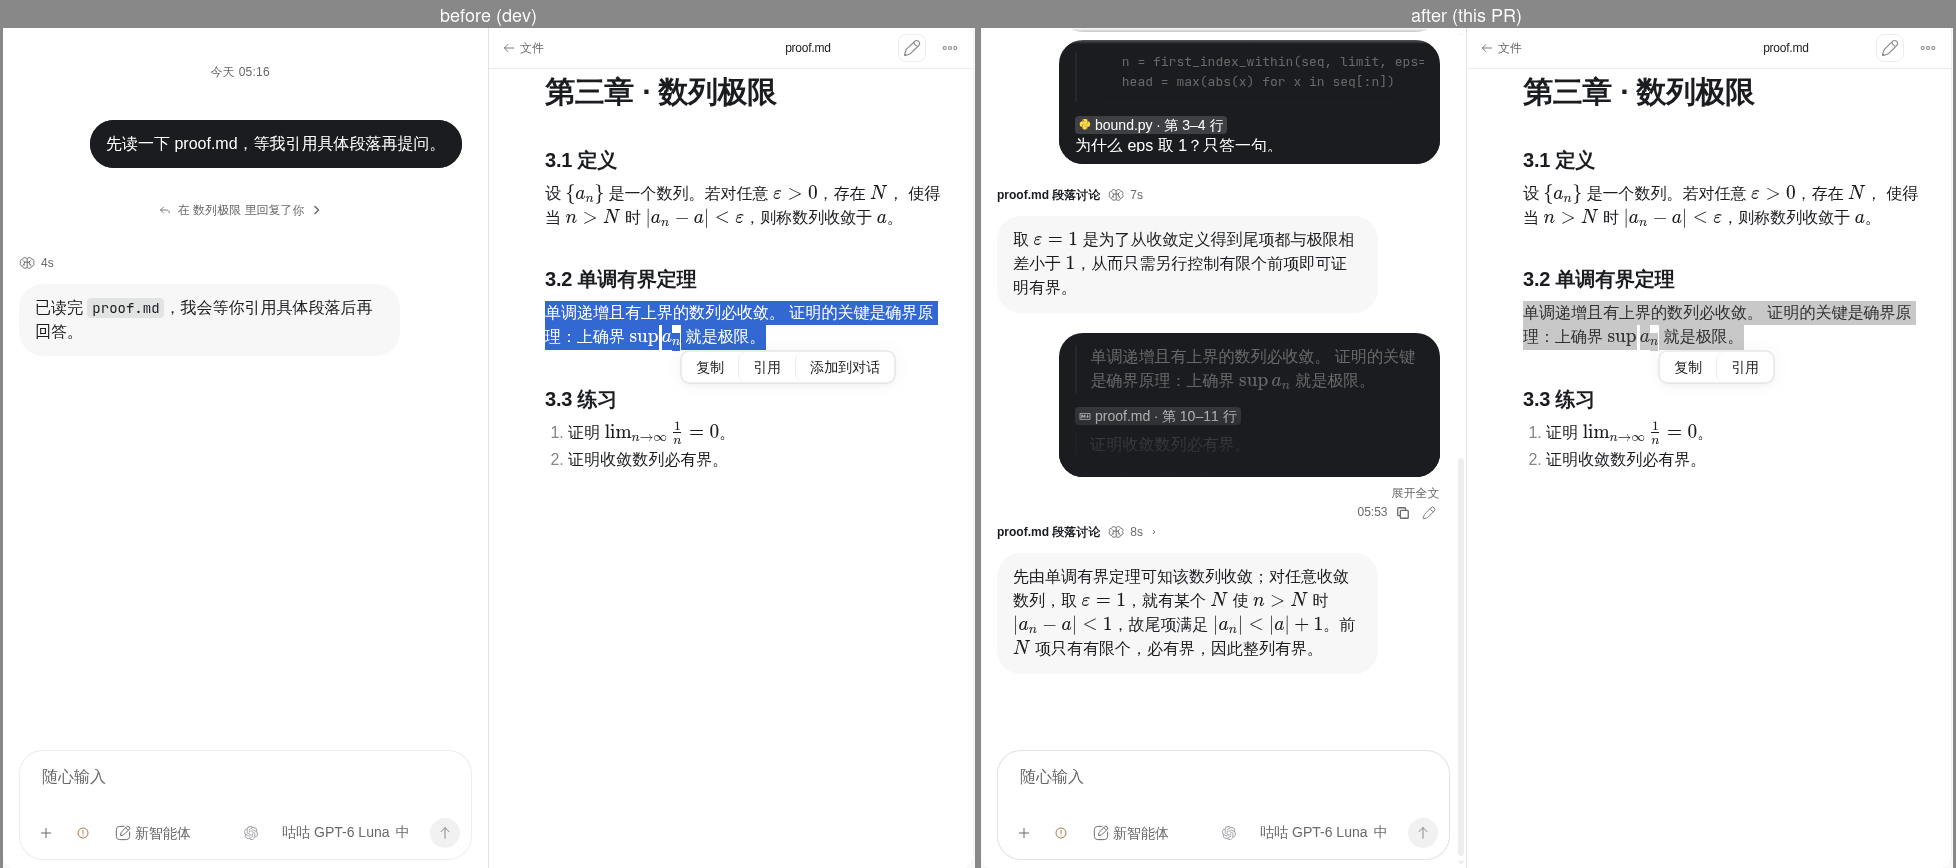 before (dev)
今天 05:16
先读一下 proof.md，等我引用具体段落再提问。
在 数列极限 里回复了你
4s
已读完 proof.md，我会等你引用具体段落后再
回答。
随心输入
新智能体
咕咕 GPT-6 Luna 中
文件
proof.md
第三章 · 数列极限
3.1 定义
设 {aₙ} 是一个数列。若对任意 ε > 0，存在 N， 使得
当 n > N 时 |aₙ − a| < ε，则称数列收敛于 a。
3.2 单调有界定理
单调递增且有上界的数列必收敛。 证明的关键是确界原
理：上确界 sup aₙ 就是极限。
复制 引用 添加到对话
3.3 练习
1. 证明 limₙ→∞ 1/n = 0。
2. 证明收敛数列必有界。
after (this PR)
n = first_index_within(seq, limit, eps=
head = max(abs(x) for x in seq[:n])
bound.py · 第 3–4 行
为什么 eps 取 1？只答一句。
proof.md 段落讨论 7s
取 ε = 1 是为了从收敛定义得到尾项都与极限相
差小于 1，从而只需另行控制有限个前项即可证
明有界。
单调递增且有上界的数列必收敛。 证明的关键
是确界原理：上确界 sup aₙ 就是极限。
proof.md · 第 10–11 行
证明收敛数列必有界。
展开全文
05:53
proof.md 段落讨论 8s
先由单调有界定理可知该数列收敛；对任意收敛
数列，取 ε = 1，就有某个 N 使 n > N 时
|aₙ − a| < 1，故尾项满足 |aₙ| < |a| + 1。前
N 项只有有限个，必有界，因此整列有界。
随心输入
新智能体
咕咕 GPT-6 Luna 中
文件
proof.md
第三章 · 数列极限
3.1 定义
设 {aₙ} 是一个数列。若对任意 ε > 0，存在 N， 使得
当 n > N 时 |aₙ − a| < ε，则称数列收敛于 a。
3.2 单调有界定理
单调递增且有上界的数列必收敛。 证明的关键是确界原
理：上确界 sup aₙ 就是极限。
复制 引用
3.3 练习
1. 证明 limₙ→∞ 1/n = 0。
2. 证明收敛数列必有界。